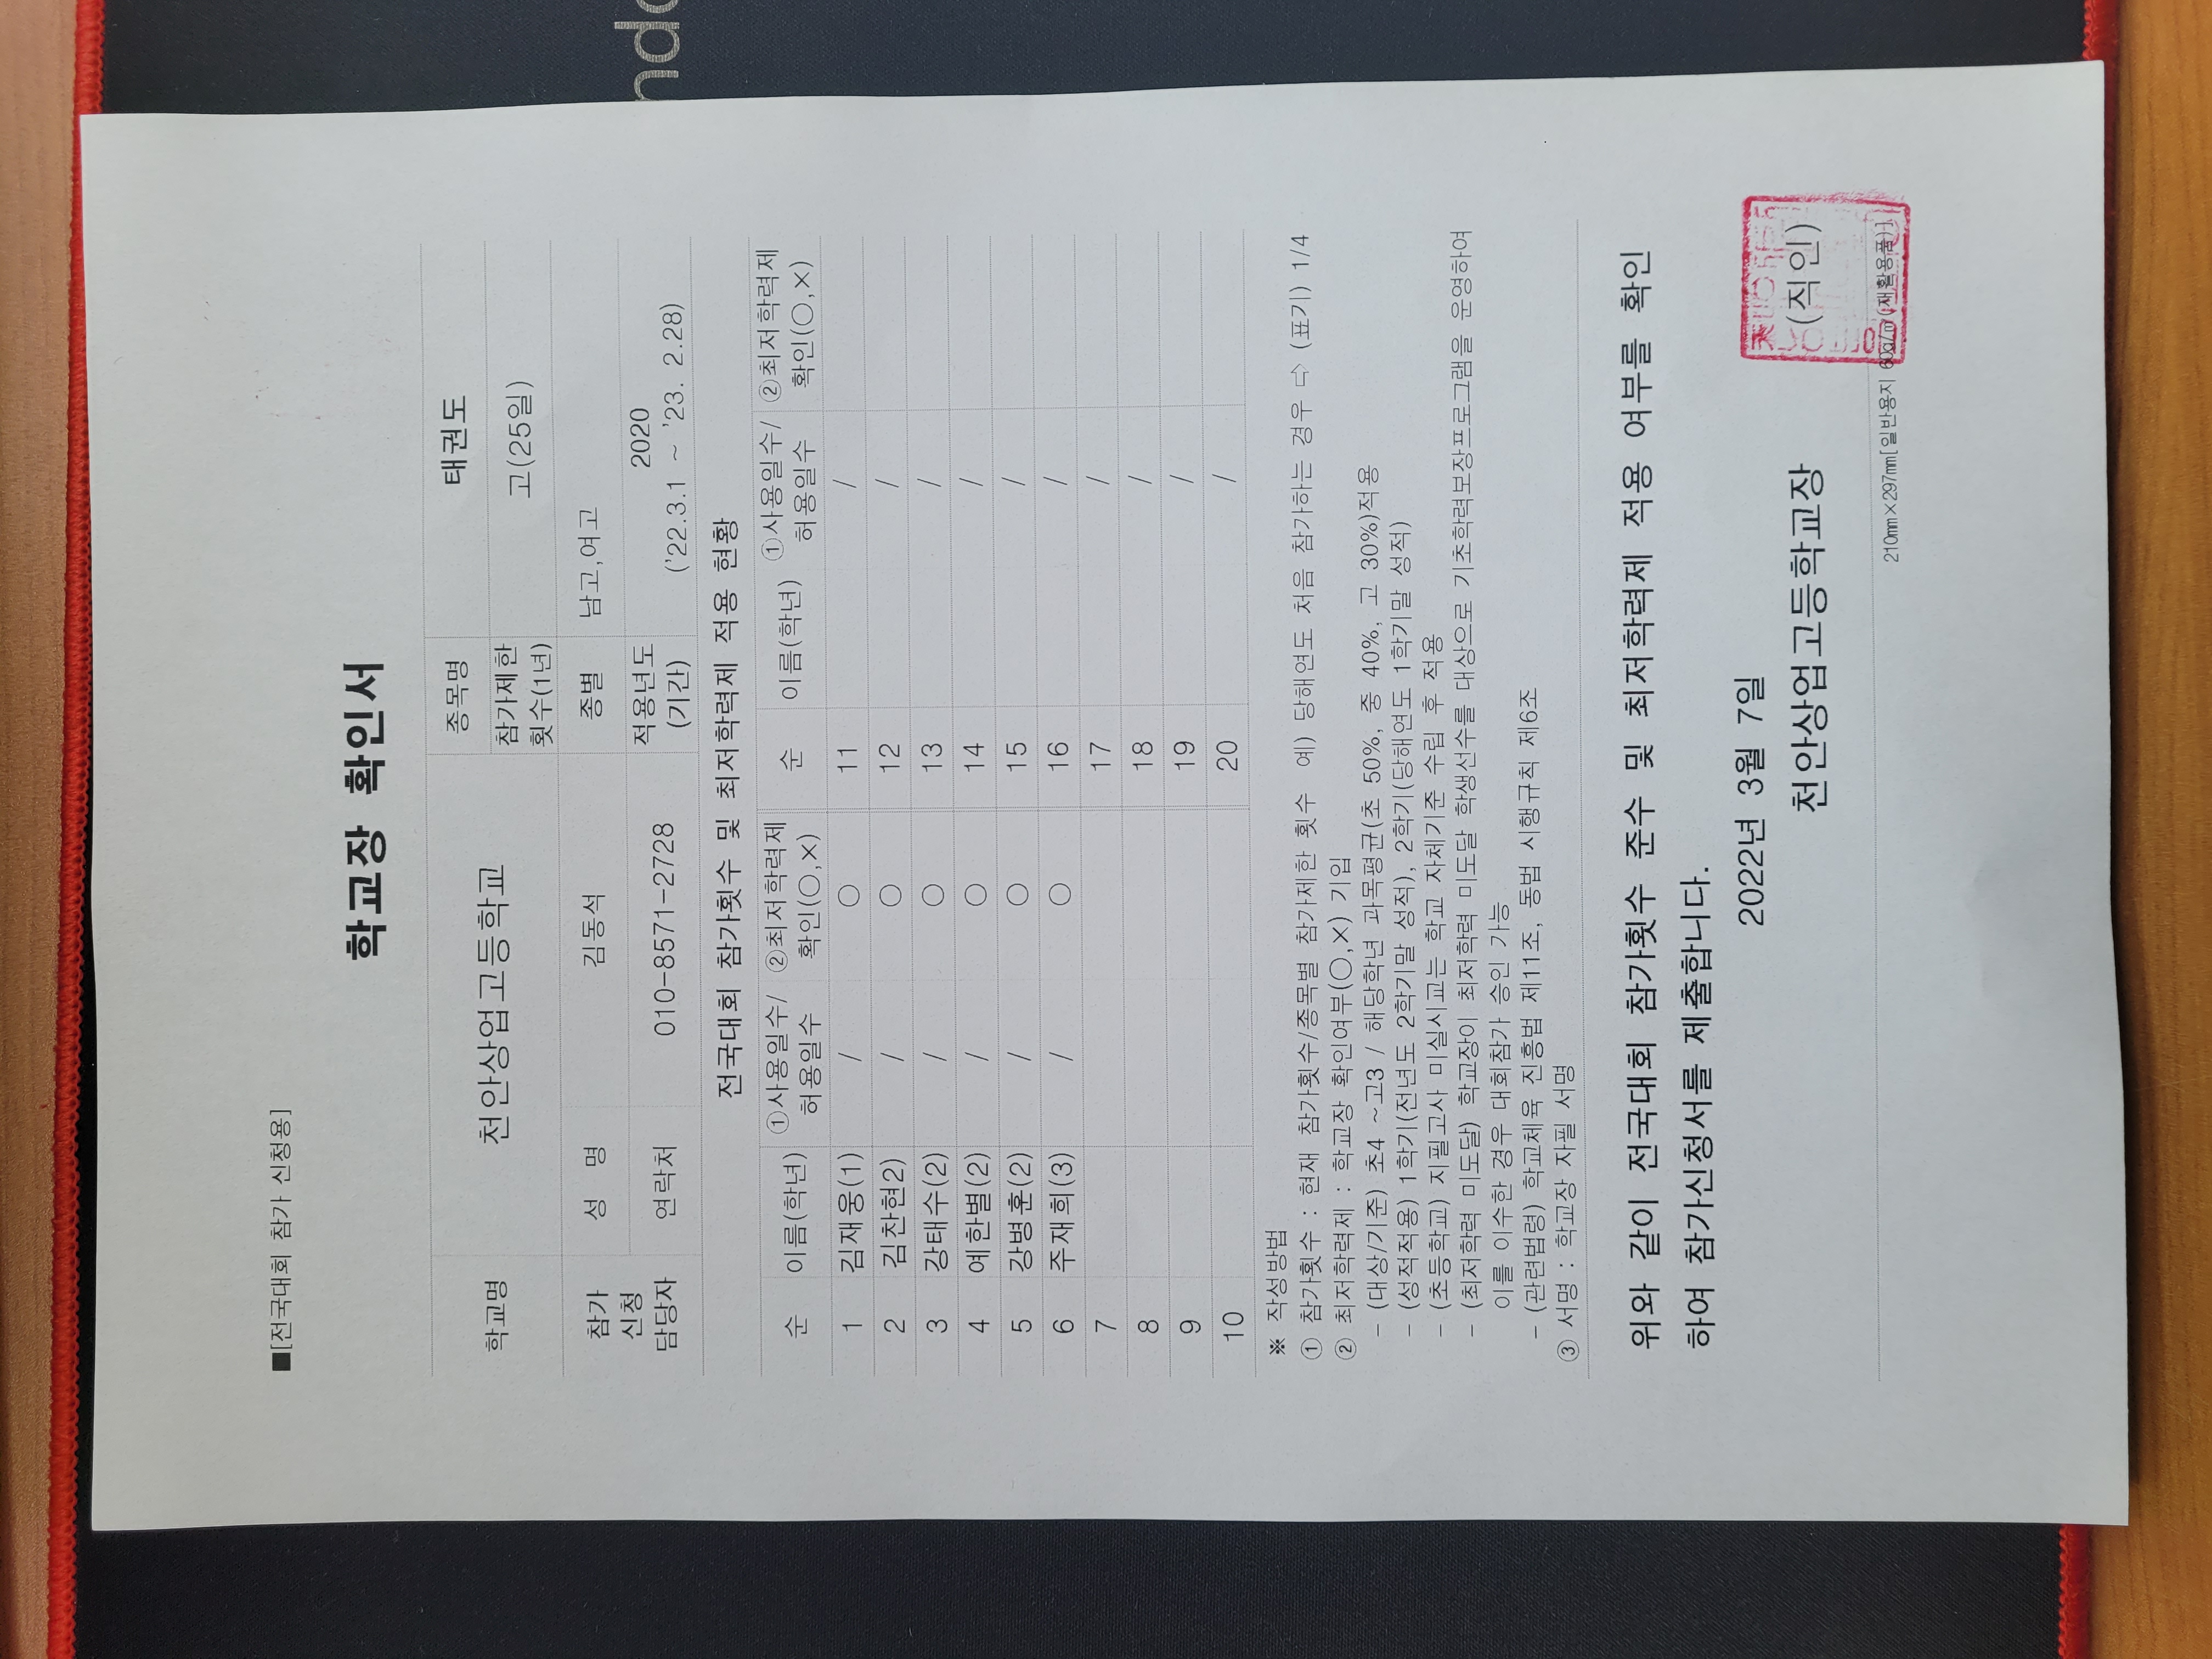 ■[전국대회 참가 신청용]
학교장 확인서
학교명 천안상업고등학교 종목명 태권도
참가제한 횟수(1년) 고(25일)
참가 신청 담당자 성 명 김동석 종별 남고,여고
연락처 010-8571-2728 적용년도 (기간) 2020 ('22.3.1 ~ '23. 2.28)
전국대회 참가횟수 및 최저학력제 적용 현황
순 이름(학년) ①사용일수/허용일수 ②최저학력제 확인(○,×) 순 이름(학년) ①사용일수/허용일수 ②최저학력제 확인(○,×)
1 김재웅(1) / ○ 11 /
2 김찬현2) / ○ 12 /
3 강태수(2) / ○ 13 /
4 예한별(2) / ○ 14 /
5 강병훈(2) / ○ 15 /
6 주재희(3) / ○ 16 /
7 17 /
8 18 /
9 19 /
10 20 /
※ 작성방법
① 참가횟수 : 현재 참가횟수/종목별 참가제한 횟수 예) 당해연도 처음 참가하는 경우 ⇨ (표기) 1/4
② 최저학력제 : 학교장 확인여부(○,×) 기입
- (대상/기준) 초4 ~고3 / 해당학년 과목평균(초 50%, 중 40%, 고 30%)적용
- (성적적용) 1학기(전년도 2학기말 성적), 2학기(당해연도 1학기말 성적)
- (초등학교) 지필고사 미실시교는 학교 자체기준 수립 후 적용
- (최저학력 미도달) 학교장이 최저학력 미도달 학생선수를 대상으로 기초학력보장프로그램을 운영하여
이를 이수한 경우 대회참가 승인 가능
- (관련법령) 학교체육 진흥법 제11조, 동법 시행규칙 제6조
③ 서명 : 학교장 자필 서명
위와 같이 전국대회 참가횟수 준수 및 최저학력제 적용 여부를 확인
하여 참가신청서를 제출합니다.
2022년 3월 7일
천안상업고등학교장 (직인)
210mm×297mm[일반용지 60g/㎡(재활용품)]